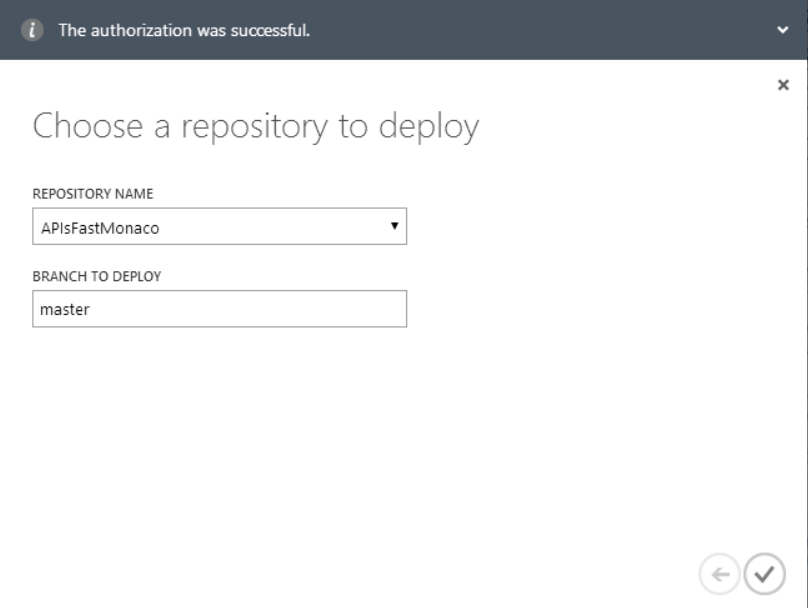 The authorization was successful.
Choose a repository to deploy
REPOSITORY NAME
APIsFastMonaco
BRANCH TO DEPLOY
master